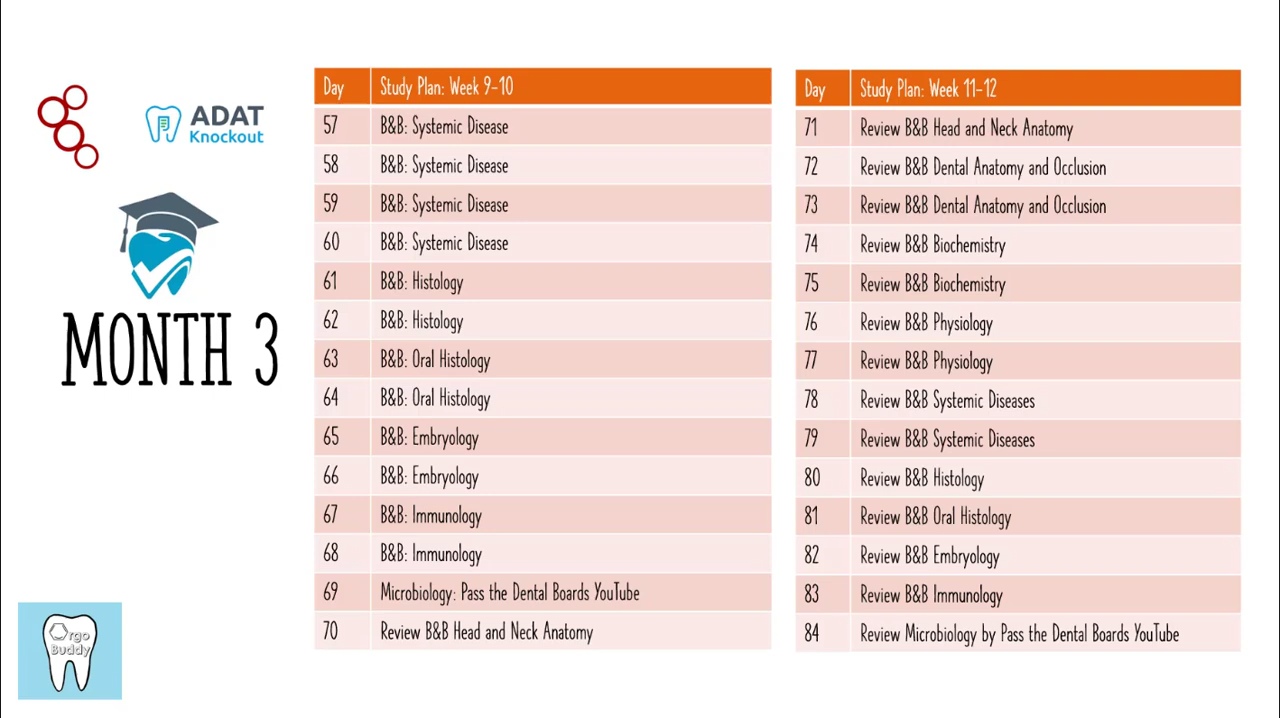 ADAT
Knockout
MONTH 3
Orgo
Buddy
Day Study Plan: Week 9-10
57 B&B: Systemic Disease
58 B&B: Systemic Disease
59 B&B: Systemic Disease
60 B&B: Systemic Disease
61 B&B: Histology
62 B&B: Histology
63 B&B: Oral Histology
64 B&B: Oral Histology
65 B&B: Embryology
66 B&B: Embryology
67 B&B: Immunology
68 B&B: Immunology
69 Microbiology: Pass the Dental Boards YouTube
70 Review B&B Head and Neck Anatomy
Day Study Plan: Week 11-12
71 Review B&B Head and Neck Anatomy
72 Review B&B Dental Anatomy and Occlusion
73 Review B&B Dental Anatomy and Occlusion
74 Review B&B Biochemistry
75 Review B&B Biochemistry
76 Review B&B Physiology
77 Review B&B Physiology
78 Review B&B Systemic Diseases
79 Review B&B Systemic Diseases
80 Review B&B Histology
81 Review B&B Oral Histology
82 Review B&B Embryology
83 Review B&B Immunology
84 Review Microbiology by Pass the Dental Boards YouTube